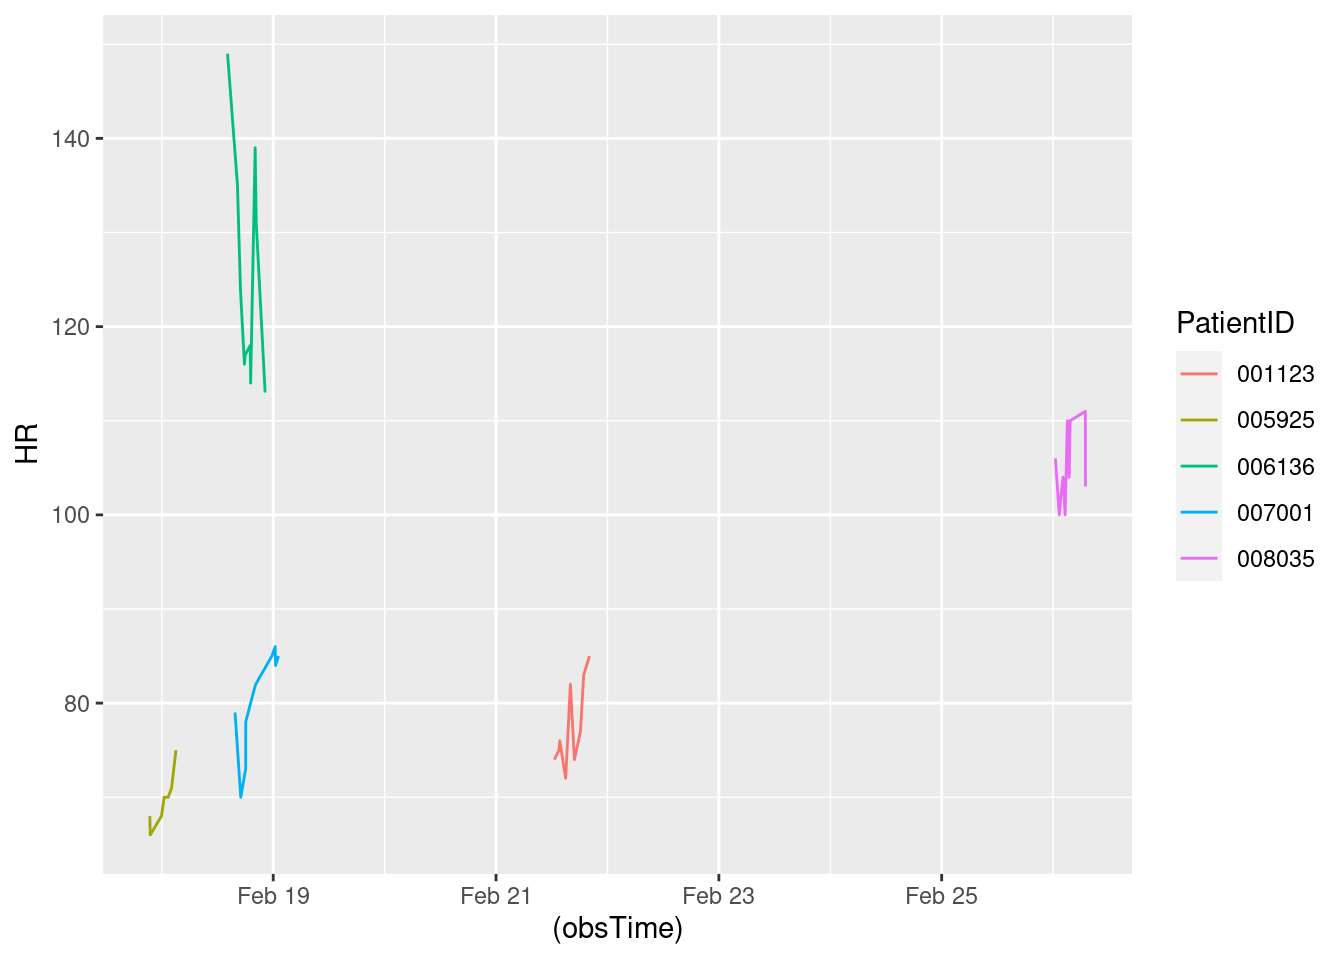 140
120
100
80
HR
Feb 19
Feb 21
Feb 23
Feb 25
(obsTime)
PatientID
001123
005925
006136
007001
008035